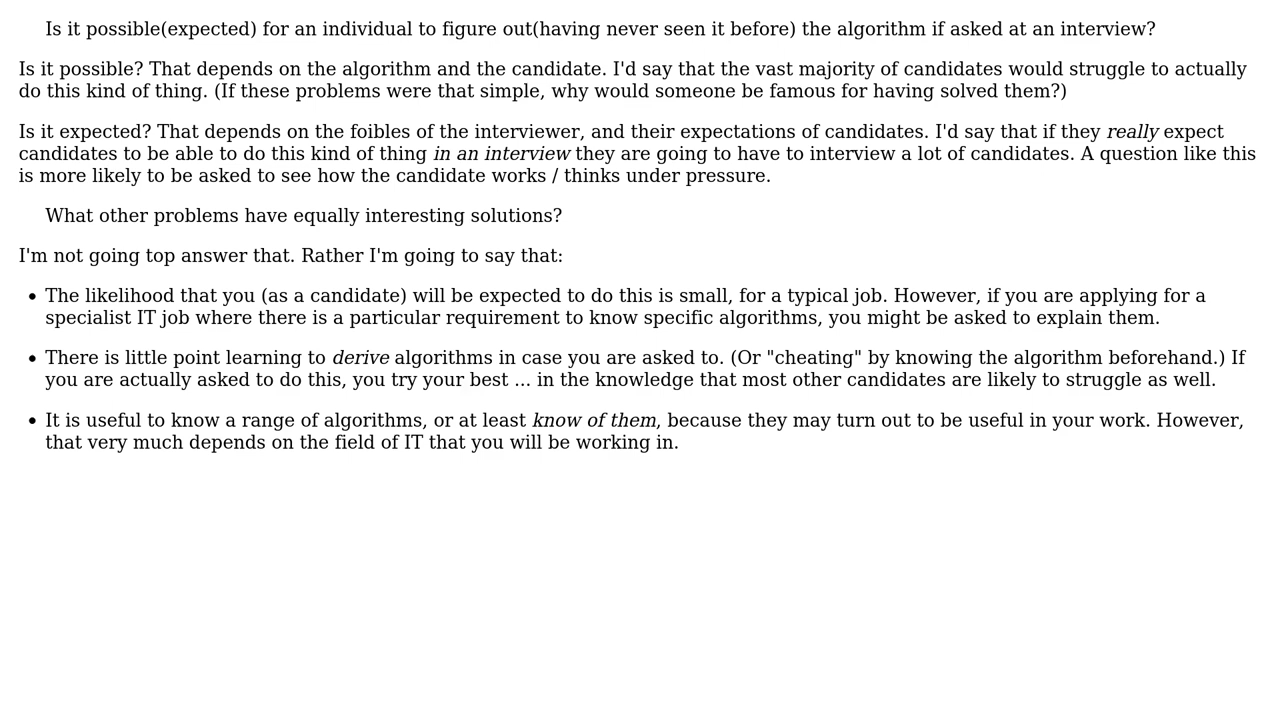 Is it possible(expected) for an individual to figure out(having never seen it before) the algorithm if asked at an interview?
Is it possible? That depends on the algorithm and the candidate. I'd say that the vast majority of candidates would struggle to actually
do this kind of thing. (If these problems were that simple, why would someone be famous for having solved them?)
Is it expected? That depends on the foibles of the interviewer, and their expectations of candidates. I'd say that if they really expect
candidates to be able to do this kind of thing in an interview they are going to have to interview a lot of candidates. A question like this
is more likely to be asked to see how the candidate works / thinks under pressure.
What other problems have equally interesting solutions?
I'm not going top answer that. Rather I'm going to say that:
• The likelihood that you (as a candidate) will be expected to do this is small, for a typical job. However, if you are applying for a
specialist IT job where there is a particular requirement to know specific algorithms, you might be asked to explain them.
• There is little point learning to derive algorithms in case you are asked to. (Or "cheating" by knowing the algorithm beforehand.) If
you are actually asked to do this, you try your best ... in the knowledge that most other candidates are likely to struggle as well.
• It is useful to know a range of algorithms, or at least know of them, because they may turn out to be useful in your work. However,
that very much depends on the field of IT that you will be working in.